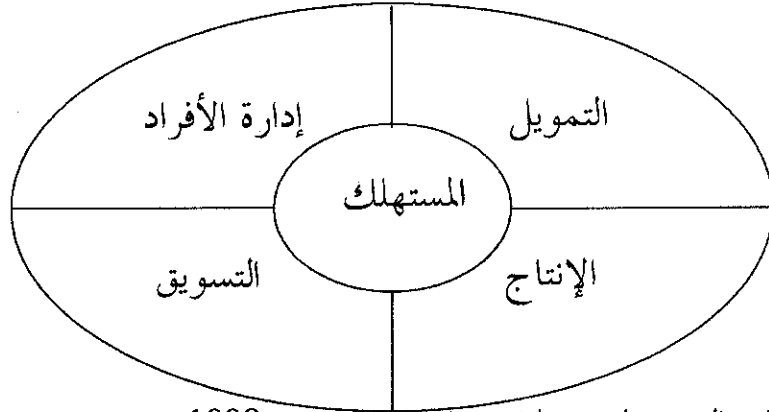 التمويل
إدارة الأفراد
المستهلك
الإنتاج
التسويق